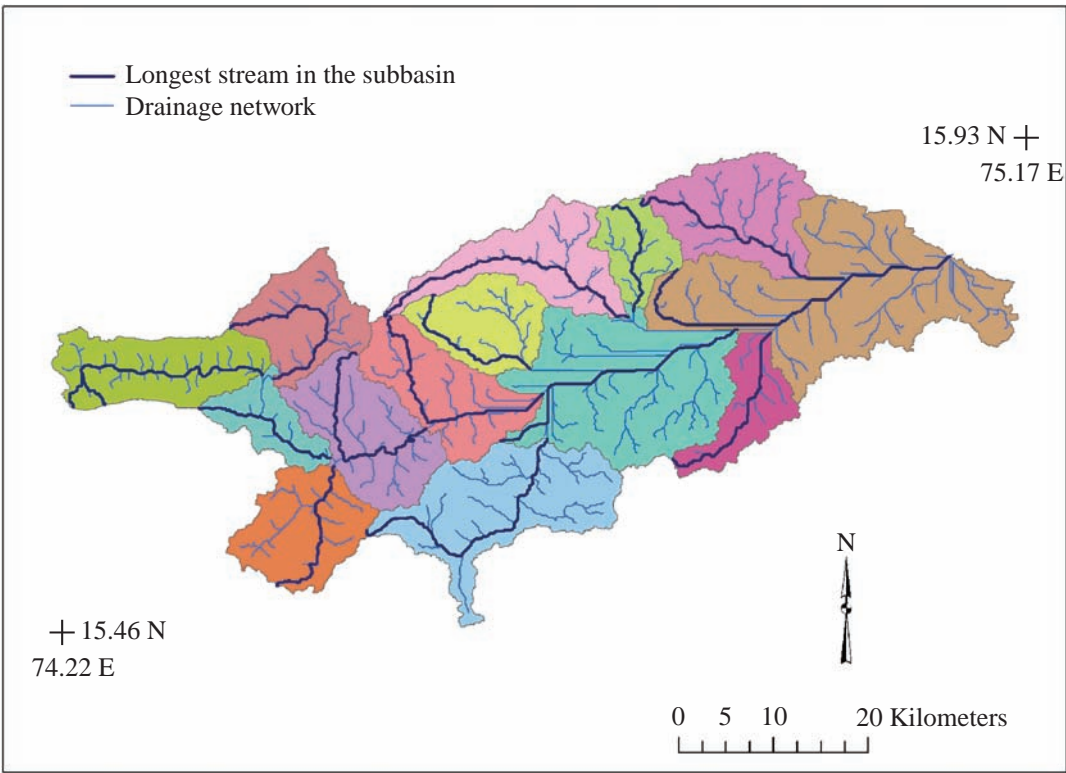 Longest stream in the subbasin
Drainage network
15.93 N
75.17 E
N
15.46 N
74.22 E
0 5 10 20 Kilometers